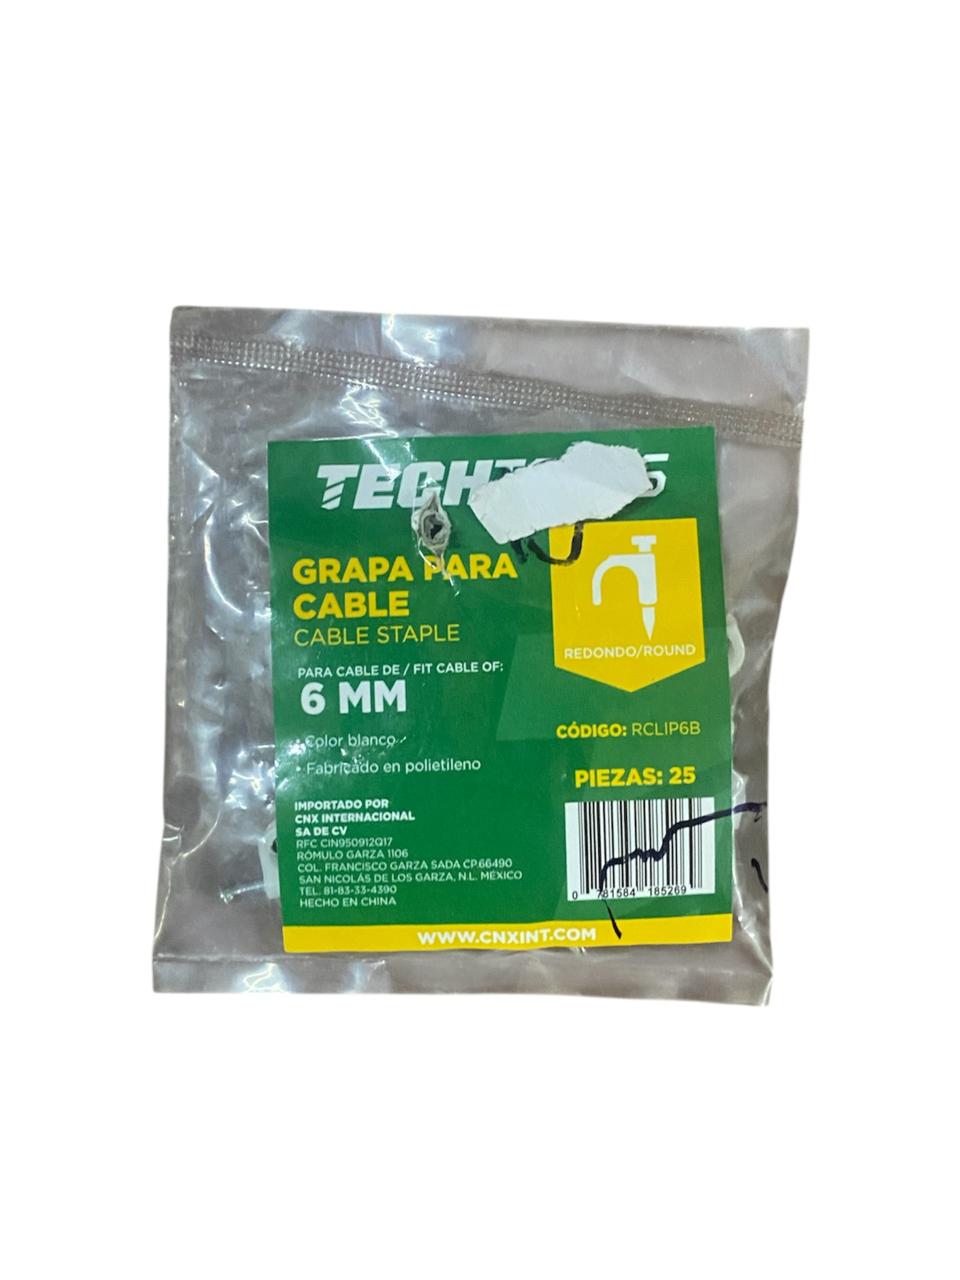 GRAPA PARA
CABLE
CABLE STAPLE
REDONDO/ROUND
PARA CABLE DE / FIT CABLE OF:
6 MM
CÓDIGO: RCLIP6B
• Color blanco
• Fabricado en polietileno
PIEZAS: 25
IMPORTADO POR
CNX INTERNACIONAL
SA DE CV
RFC CIN950912Q17
RÓMULO GARZA 1106
COL. FRANCISCO GARZA SADA CP.66490
SAN NICOLÁS DE LOS GARZA, N.L. MÉXICO
TEL. 81-83-33-4390
HECHO EN CHINA
0 781584 185269
WWW.CNXINT.COM